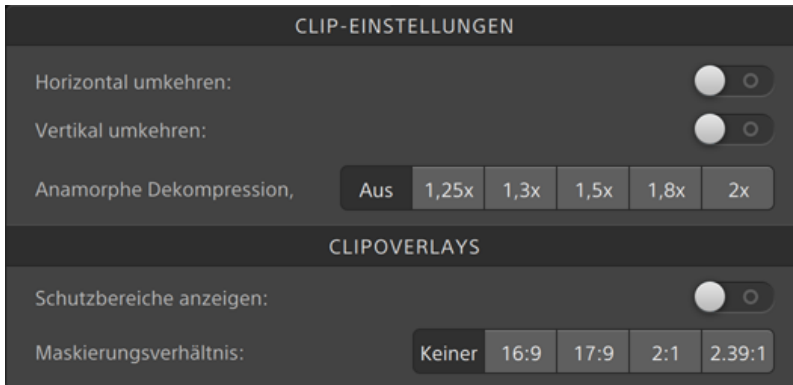 CLIP-EINSTELLUNGEN
Horizontal umkehren:
Vertikal umkehren:
Anamorphe Dekompression, Aus 1,25x 1,3x 1,5x 1,8x 2x
CLIPOVERLAYS
Schutzbereiche anzeigen:
Maskierungsverhältnis: Keiner 16:9 17:9 2:1 2.39:1